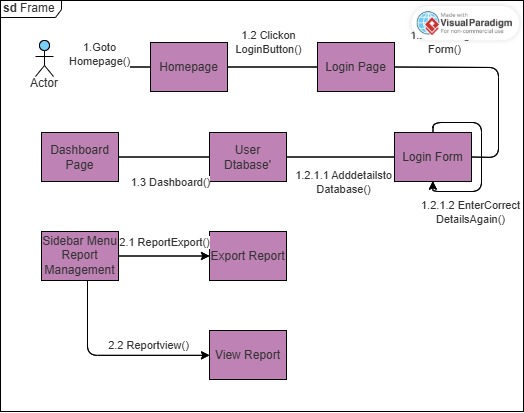 sd Frame
Made with
Visual Paradigm
For non-commercial use
1.Goto
Homepage()
1.2 Clickon
LoginButton()
Form()
Actor
Homepage
Login Page
Dashboard
Page
User
Dtabase'
Login Form
1.3 Dashboard()
1.2.1.1 Adddetailsto
Database()
1.2.1.2 EnterCorrect
DetailsAgain()
Sidebar Menu
Report
Management
2.1 ReportExport()
Export Report
2.2 Reportview()
View Report